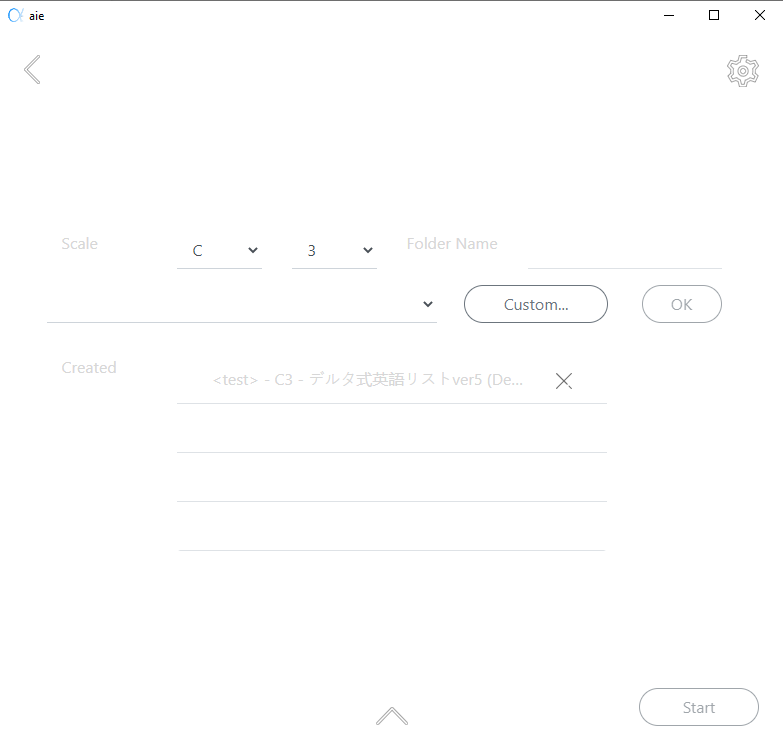 aie
Scale
C
3
Folder Name
Custom...
OK
Created
<test> - C3 - デルタ式英語リストver5 (De...
Start